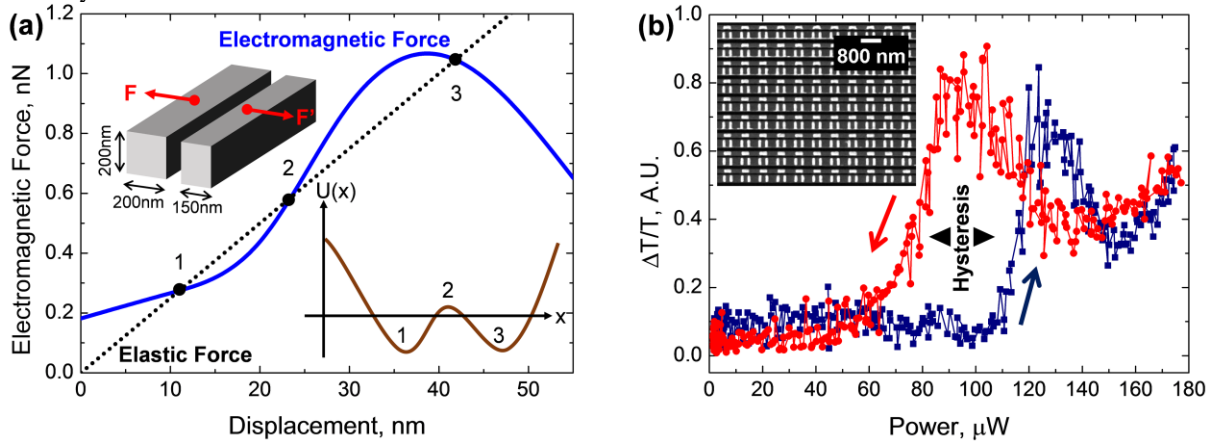 (a)
Electromagnetic Force, nN
1.2
1.0
0.8
0.6
0.4
0.2
0.0
0
10
20
30
40
50
Displacement, nm
Electromagnetic Force
Elastic Force
F
F'
200nm
200nm
150nm
1
2
3
U(x)
x
1
2
3
(b)
ΔT/T, A.U.
1.0
0.8
0.6
0.4
0.2
0.0
0
20
40
60
80
100
120
140
160
180
Power, μW
800 nm
Hysteresis